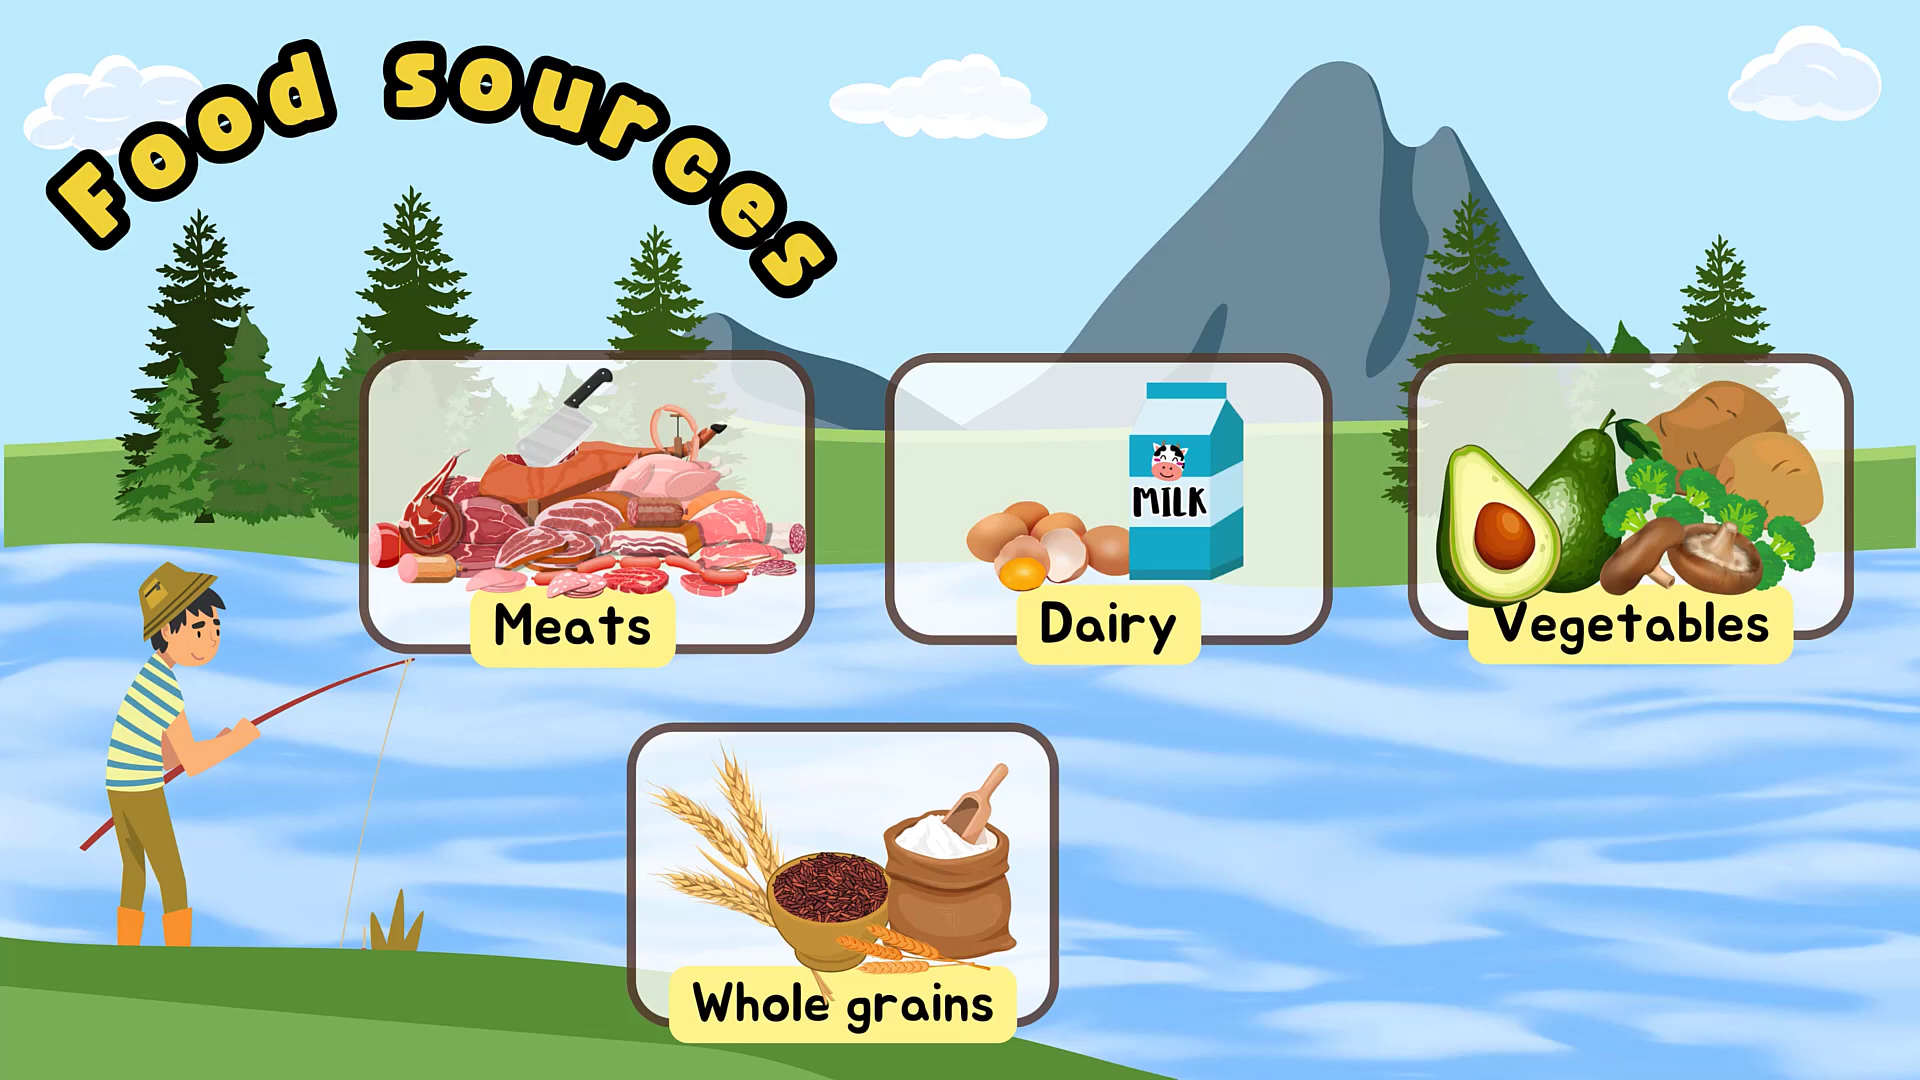 Food sources
MILK
Meats
Dairy
Vegetables
Whole grains